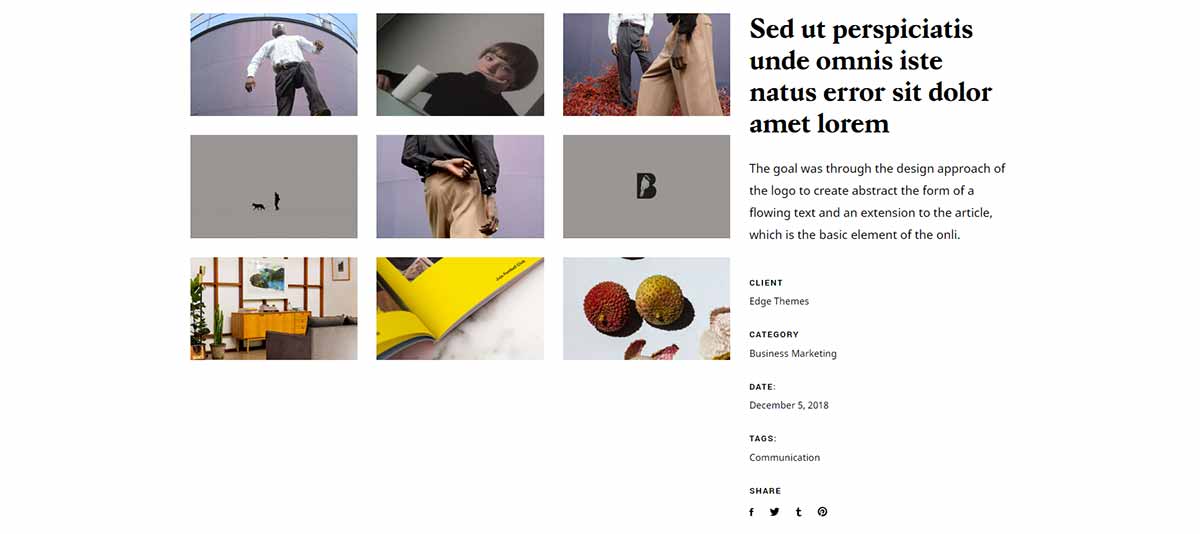 Sed ut perspiciatis
unde omnis iste
natus error sit dolor
amet lorem
The goal was through the design approach of
the logo to create abstract the form of a
flowing text and an extension to the article,
which is the basic element of the onli.
CLIENT
Edge Themes
CATEGORY
Business Marketing
DATE:
December 5, 2018
TAGS:
Communication
SHARE
B